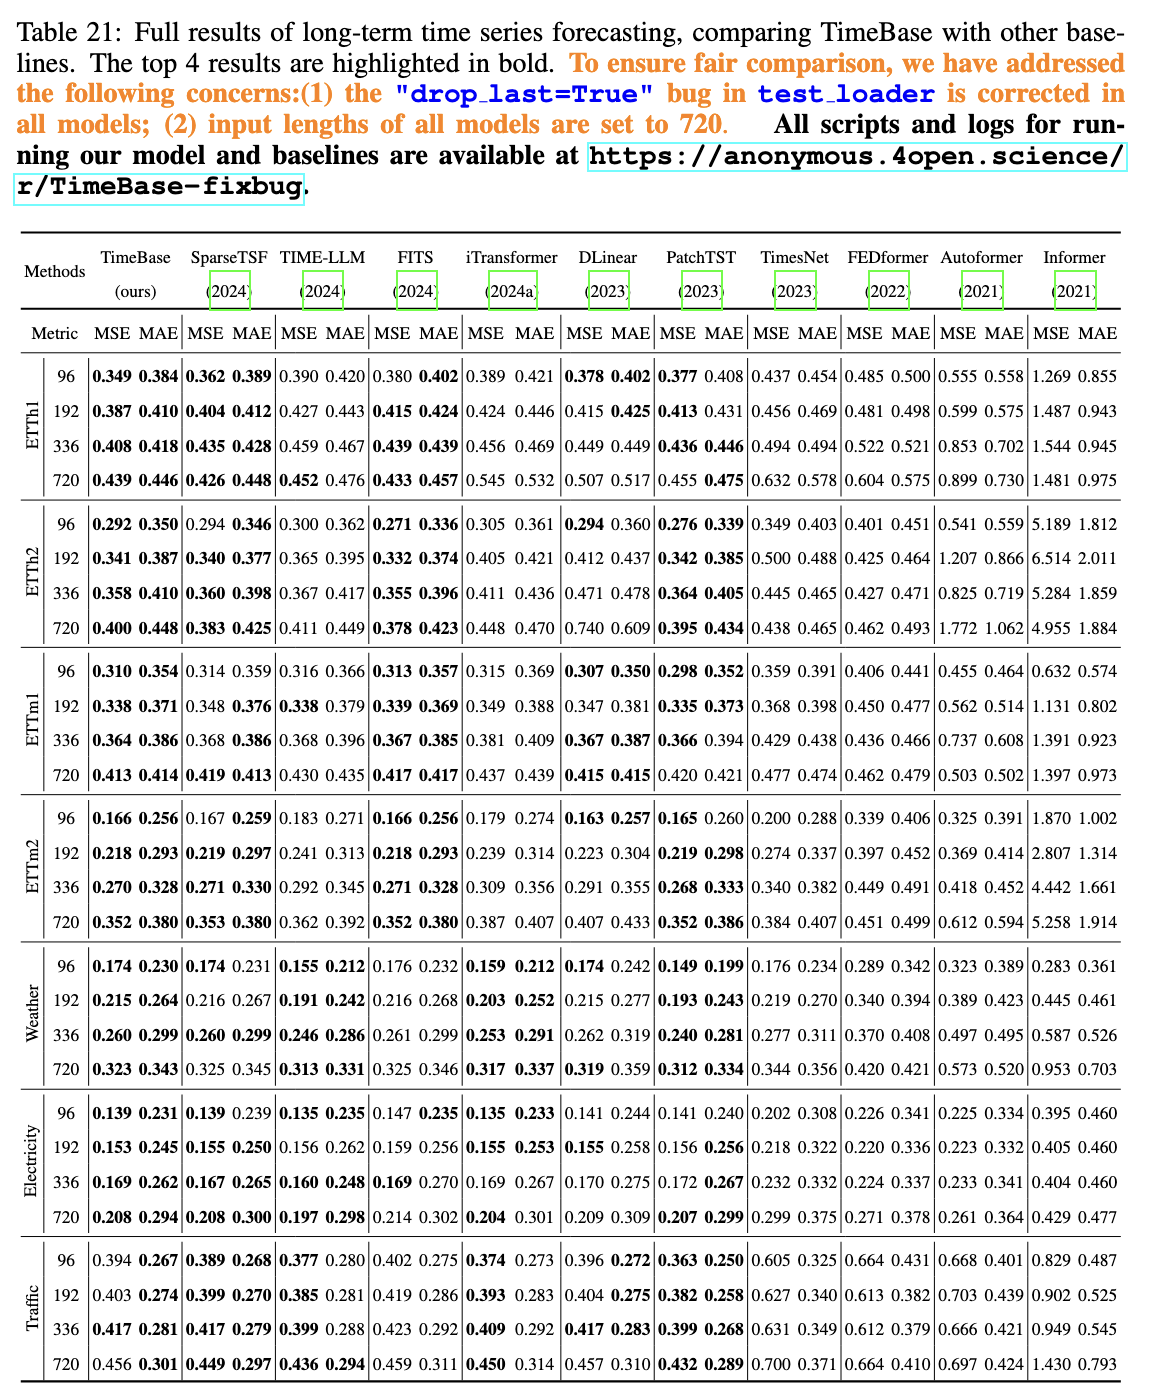 Table 21: Full results of long-term time series forecasting, comparing TimeBase with other base-
lines. The top 4 results are highlighted in bold. To ensure fair comparison, we have addressed
the following concerns:(1) the "drop_last=True" bug in test_loader is corrected in
all models; (2) input lengths of all models are set to 720. All scripts and logs for run-
ning our model and baselines are available at https://anonymous.4open.science/
r/TimeBase-fixbug.
Methods TimeBase SparseTSF TIME-LLM FITS iTransformer DLinear PatchTST TimesNet FEDformer Autoformer Informer
(ours) (2024) (2024) (2024) (2024a) (2023) (2023) (2023) (2022) (2021) (2021)
Metric MSE MAE MSE MAE MSE MAE MSE MAE MSE MAE MSE MAE MSE MAE MSE MAE MSE MAE MSE MAE MSE MAE
ETTh1
96 0.349 0.384 0.362 0.389 0.390 0.420 0.380 0.402 0.389 0.421 0.378 0.402 0.377 0.408 0.437 0.454 0.485 0.500 0.555 0.558 1.269 0.855
192 0.387 0.410 0.404 0.412 0.427 0.443 0.415 0.424 0.424 0.446 0.415 0.425 0.413 0.431 0.456 0.469 0.481 0.498 0.599 0.575 1.487 0.943
336 0.408 0.418 0.435 0.428 0.459 0.467 0.439 0.439 0.456 0.469 0.449 0.449 0.436 0.446 0.494 0.494 0.522 0.521 0.853 0.702 1.544 0.945
720 0.439 0.446 0.426 0.448 0.452 0.476 0.433 0.457 0.545 0.532 0.507 0.517 0.455 0.475 0.632 0.578 0.604 0.575 0.899 0.730 1.481 0.975
ETTh2
96 0.292 0.350 0.294 0.346 0.300 0.362 0.271 0.336 0.305 0.361 0.294 0.360 0.276 0.339 0.349 0.403 0.401 0.451 0.541 0.559 5.189 1.812
192 0.341 0.387 0.340 0.377 0.365 0.395 0.332 0.374 0.405 0.421 0.412 0.437 0.342 0.385 0.500 0.488 0.425 0.464 1.207 0.866 6.514 2.011
336 0.358 0.410 0.360 0.398 0.367 0.417 0.355 0.396 0.411 0.436 0.471 0.478 0.364 0.405 0.445 0.465 0.427 0.471 0.825 0.719 5.284 1.859
720 0.400 0.448 0.383 0.425 0.411 0.449 0.378 0.423 0.448 0.470 0.740 0.609 0.395 0.434 0.438 0.465 0.462 0.493 1.772 1.062 4.955 1.884
ETTm1
96 0.310 0.354 0.314 0.359 0.316 0.366 0.313 0.357 0.315 0.369 0.307 0.350 0.298 0.352 0.359 0.391 0.406 0.441 0.455 0.464 0.632 0.574
192 0.338 0.371 0.348 0.376 0.338 0.379 0.339 0.369 0.349 0.388 0.347 0.381 0.335 0.373 0.368 0.398 0.450 0.477 0.562 0.514 1.131 0.802
336 0.364 0.386 0.368 0.386 0.368 0.396 0.367 0.385 0.381 0.409 0.367 0.387 0.366 0.394 0.429 0.438 0.436 0.466 0.737 0.608 1.391 0.923
720 0.413 0.414 0.419 0.413 0.430 0.435 0.417 0.417 0.437 0.439 0.415 0.415 0.420 0.421 0.477 0.474 0.462 0.479 0.503 0.502 1.397 0.973
ETTm2
96 0.166 0.256 0.167 0.259 0.183 0.271 0.166 0.256 0.179 0.274 0.163 0.257 0.165 0.260 0.200 0.288 0.339 0.406 0.325 0.391 1.870 1.002
192 0.218 0.293 0.219 0.297 0.241 0.313 0.218 0.293 0.239 0.314 0.223 0.304 0.219 0.298 0.274 0.337 0.397 0.452 0.369 0.414 2.807 1.314
336 0.270 0.328 0.271 0.330 0.292 0.345 0.271 0.328 0.309 0.356 0.291 0.355 0.268 0.333 0.340 0.382 0.449 0.491 0.418 0.452 4.442 1.661
720 0.352 0.380 0.353 0.380 0.362 0.392 0.352 0.380 0.387 0.407 0.407 0.433 0.352 0.386 0.384 0.407 0.451 0.499 0.612 0.594 5.258 1.914
Weather
96 0.174 0.230 0.174 0.231 0.155 0.212 0.176 0.232 0.159 0.212 0.174 0.242 0.149 0.199 0.176 0.234 0.289 0.342 0.323 0.389 0.283 0.361
192 0.215 0.264 0.216 0.267 0.191 0.242 0.216 0.268 0.203 0.252 0.215 0.277 0.193 0.243 0.219 0.270 0.340 0.394 0.389 0.423 0.445 0.461
336 0.260 0.299 0.260 0.299 0.246 0.286 0.261 0.299 0.253 0.291 0.262 0.319 0.240 0.281 0.277 0.311 0.370 0.408 0.497 0.495 0.587 0.526
720 0.323 0.343 0.325 0.345 0.313 0.331 0.325 0.346 0.317 0.337 0.319 0.359 0.312 0.334 0.344 0.356 0.420 0.421 0.573 0.520 0.953 0.703
Electricity
96 0.139 0.231 0.139 0.239 0.135 0.235 0.147 0.235 0.135 0.233 0.141 0.244 0.141 0.240 0.202 0.308 0.226 0.341 0.225 0.334 0.395 0.460
192 0.153 0.245 0.155 0.250 0.156 0.262 0.159 0.256 0.155 0.253 0.155 0.258 0.156 0.256 0.218 0.322 0.220 0.336 0.223 0.332 0.405 0.460
336 0.169 0.262 0.167 0.265 0.160 0.248 0.169 0.270 0.169 0.267 0.170 0.275 0.172 0.267 0.232 0.332 0.224 0.337 0.233 0.341 0.404 0.460
720 0.208 0.294 0.208 0.300 0.197 0.298 0.214 0.302 0.204 0.301 0.209 0.309 0.207 0.299 0.299 0.375 0.271 0.378 0.261 0.364 0.429 0.477
Traffic
96 0.394 0.267 0.389 0.268 0.377 0.280 0.402 0.275 0.374 0.273 0.396 0.272 0.363 0.250 0.605 0.325 0.664 0.431 0.668 0.401 0.829 0.487
192 0.403 0.274 0.399 0.270 0.385 0.281 0.419 0.286 0.393 0.283 0.404 0.275 0.382 0.258 0.627 0.340 0.613 0.382 0.703 0.439 0.902 0.525
336 0.417 0.281 0.417 0.279 0.399 0.288 0.423 0.292 0.409 0.292 0.417 0.283 0.399 0.268 0.631 0.349 0.612 0.379 0.666 0.421 0.949 0.545
720 0.456 0.301 0.449 0.297 0.436 0.294 0.459 0.311 0.450 0.314 0.457 0.310 0.432 0.289 0.700 0.371 0.664 0.410 0.697 0.424 1.430 0.793